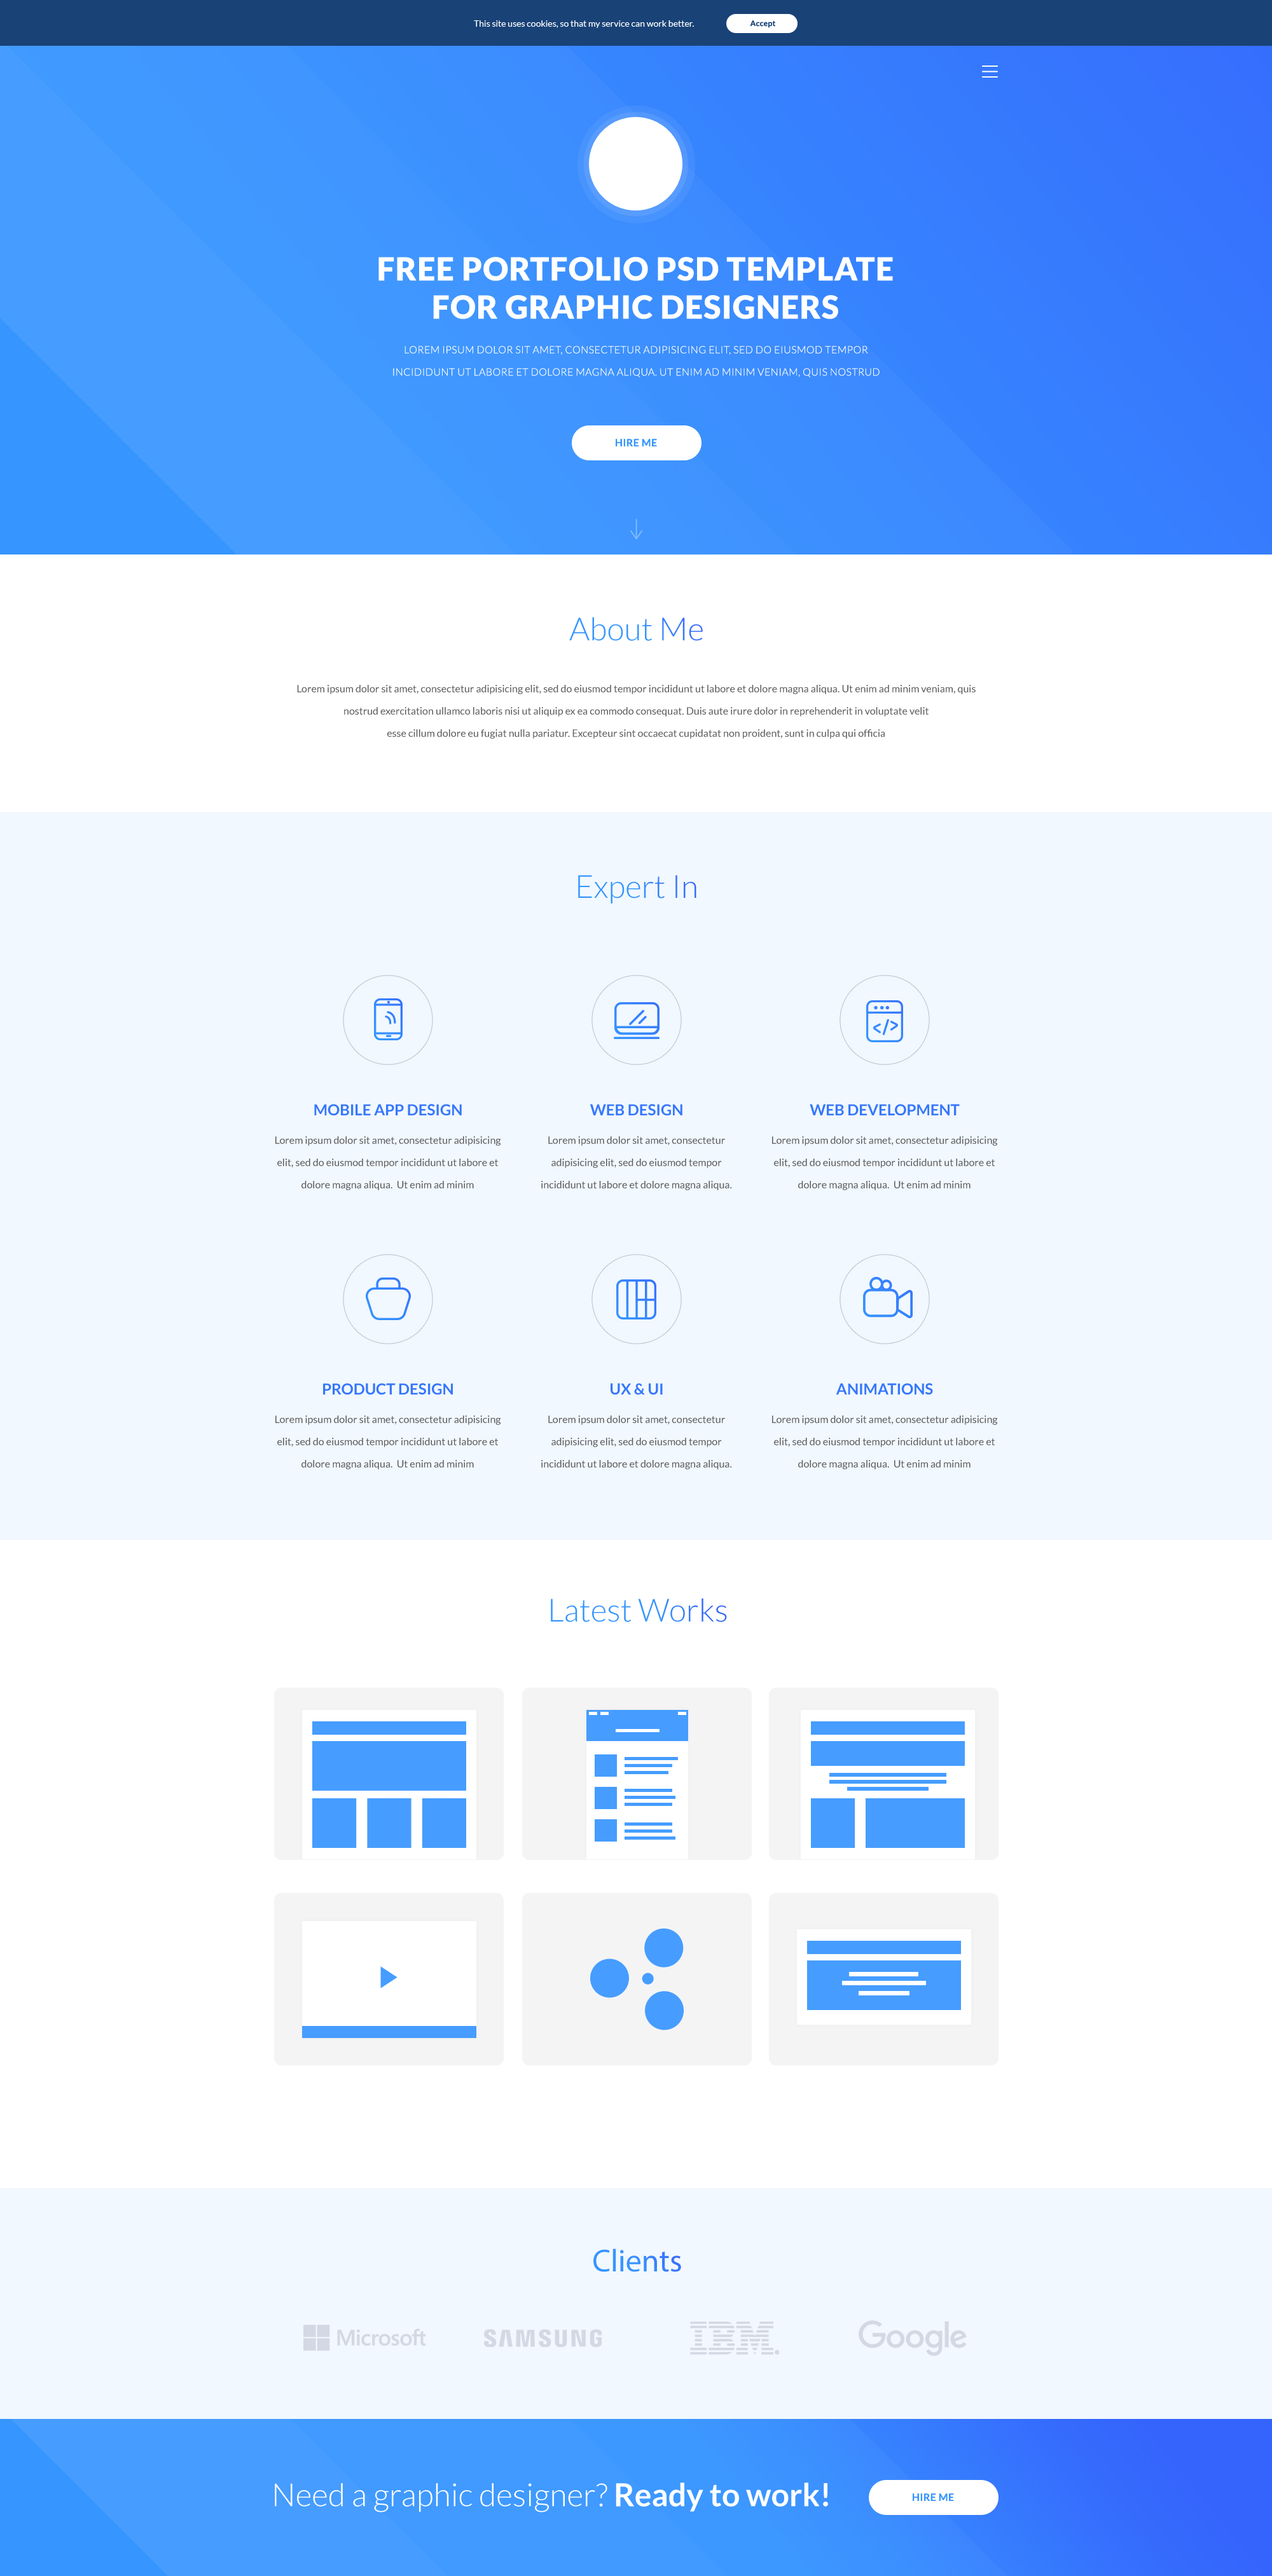 This site uses cookies, so that my service can work better.
Accept
FREE PORTFOLIO PSD TEMPLATE
FOR GRAPHIC DESIGNERS
LOREM IPSUM DOLOR SIT AMET, CONSECTETUR ADIPISICING ELIT, SED DO EIUSMOD TEMPOR
INCIDIDUNT UT LABORE ET DOLORE MAGNA ALIQUA. UT ENIM AD MINIM VENIAM, QUIS NOSTRUD
HIRE ME
About Me
Lorem ipsum dolor sit amet, consectetur adipisicing elit, sed do eiusmod tempor incididunt ut labore et dolore magna aliqua. Ut enim ad minim veniam, quis
nostrud exercitation ullamco laboris nisi ut aliquip ex ea commodo consequat. Duis aute irure dolor in reprehenderit in voluptate velit
esse cillum dolore eu fugiat nulla pariatur. Excepteur sint occaecat cupidatat non proident, sunt in culpa qui officia
Expert In
MOBILE APP DESIGN
Lorem ipsum dolor sit amet, consectetur adipisicing
elit, sed do eiusmod tempor incididunt ut labore et
dolore magna aliqua.  Ut enim ad minim
WEB DESIGN
Lorem ipsum dolor sit amet, consectetur
adipisicing elit, sed do eiusmod tempor
incididunt ut labore et dolore magna aliqua.
WEB DEVELOPMENT
Lorem ipsum dolor sit amet, consectetur adipisicing
elit, sed do eiusmod tempor incididunt ut labore et
dolore magna aliqua.  Ut enim ad minim
PRODUCT DESIGN
Lorem ipsum dolor sit amet, consectetur adipisicing
elit, sed do eiusmod tempor incididunt ut labore et
dolore magna aliqua.  Ut enim ad minim
UX & UI
Lorem ipsum dolor sit amet, consectetur
adipisicing elit, sed do eiusmod tempor
incididunt ut labore et dolore magna aliqua.
ANIMATIONS
Lorem ipsum dolor sit amet, consectetur adipisicing
elit, sed do eiusmod tempor incididunt ut labore et
dolore magna aliqua.  Ut enim ad minim
Latest Works
Clients
Microsoft
SAMSUNG
IBM
Google
Need a graphic designer? Ready to work!
HIRE ME